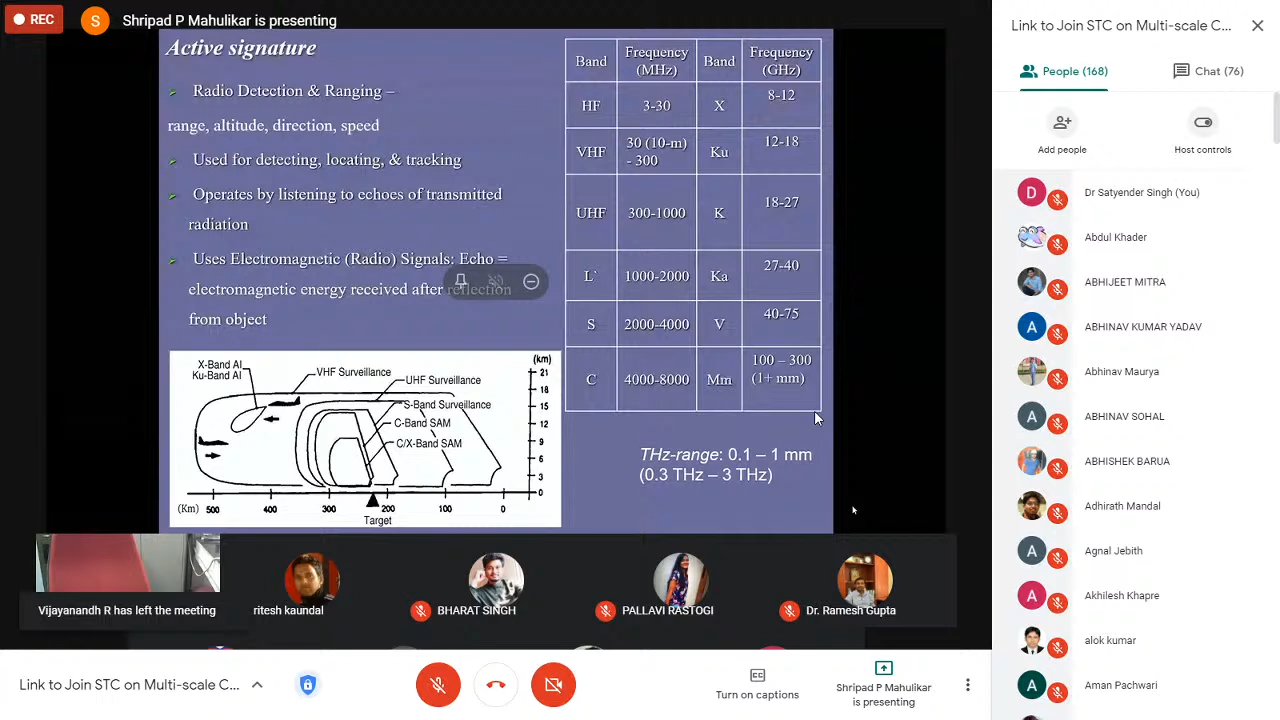 REC
S
Shripad P Mahulikar is presenting
Active signature
Radio Detection & Ranging –
range, altitude, direction, speed
Used for detecting, locating, & tracking
Operates by listening to echoes of transmitted
radiation
Uses Electromagnetic (Radio) Signals: Echo =
electromagnetic energy received after reflection
from object
Band Frequency (MHz) Band Frequency (GHz)
HF 3-30 X 8-12
VHF 30 (10-m) - 300 Ku 12-18
UHF 300-1000 K 18-27
L` 1000-2000 Ka 27-40
S 2000-4000 V 40-75
C 4000-8000 Mm 100 – 300 (1+ mm)
THz-range: 0.1 – 1 mm
(0.3 THz – 3 THz)
X-Band AI
Ku-Band AI
VHF Surveillance
UHF Surveillance
S-Band Surveillance
C-Band SAM
C/X-Band SAM
(km)
21
18
15
12
9
6
3
0
(Km) 500 400 300 200 100 0
Target
Vijayanandh R has left the meeting
ritesh kaundal
BHARAT SINGH
PALLAVI RASTOGI
Dr. Ramesh Gupta
Link to Join STC on Multi-scale C...
Turn on captions
Shripad P Mahulikar
is presenting
Link to Join STC on Multi-scale C...
People (168)
Chat (76)
Add people
Host controls
D
Dr Satyender Singh (You)
Abdul Khader
ABHIJEET MITRA
A
ABHINAV KUMAR YADAV
Abhinav Maurya
A
ABHINAV SOHAL
ABHISHEK BARUA
Adhirath Mandal
A
Agnal Jebith
A
Akhilesh Khapre
alok kumar
A
Aman Pachwari